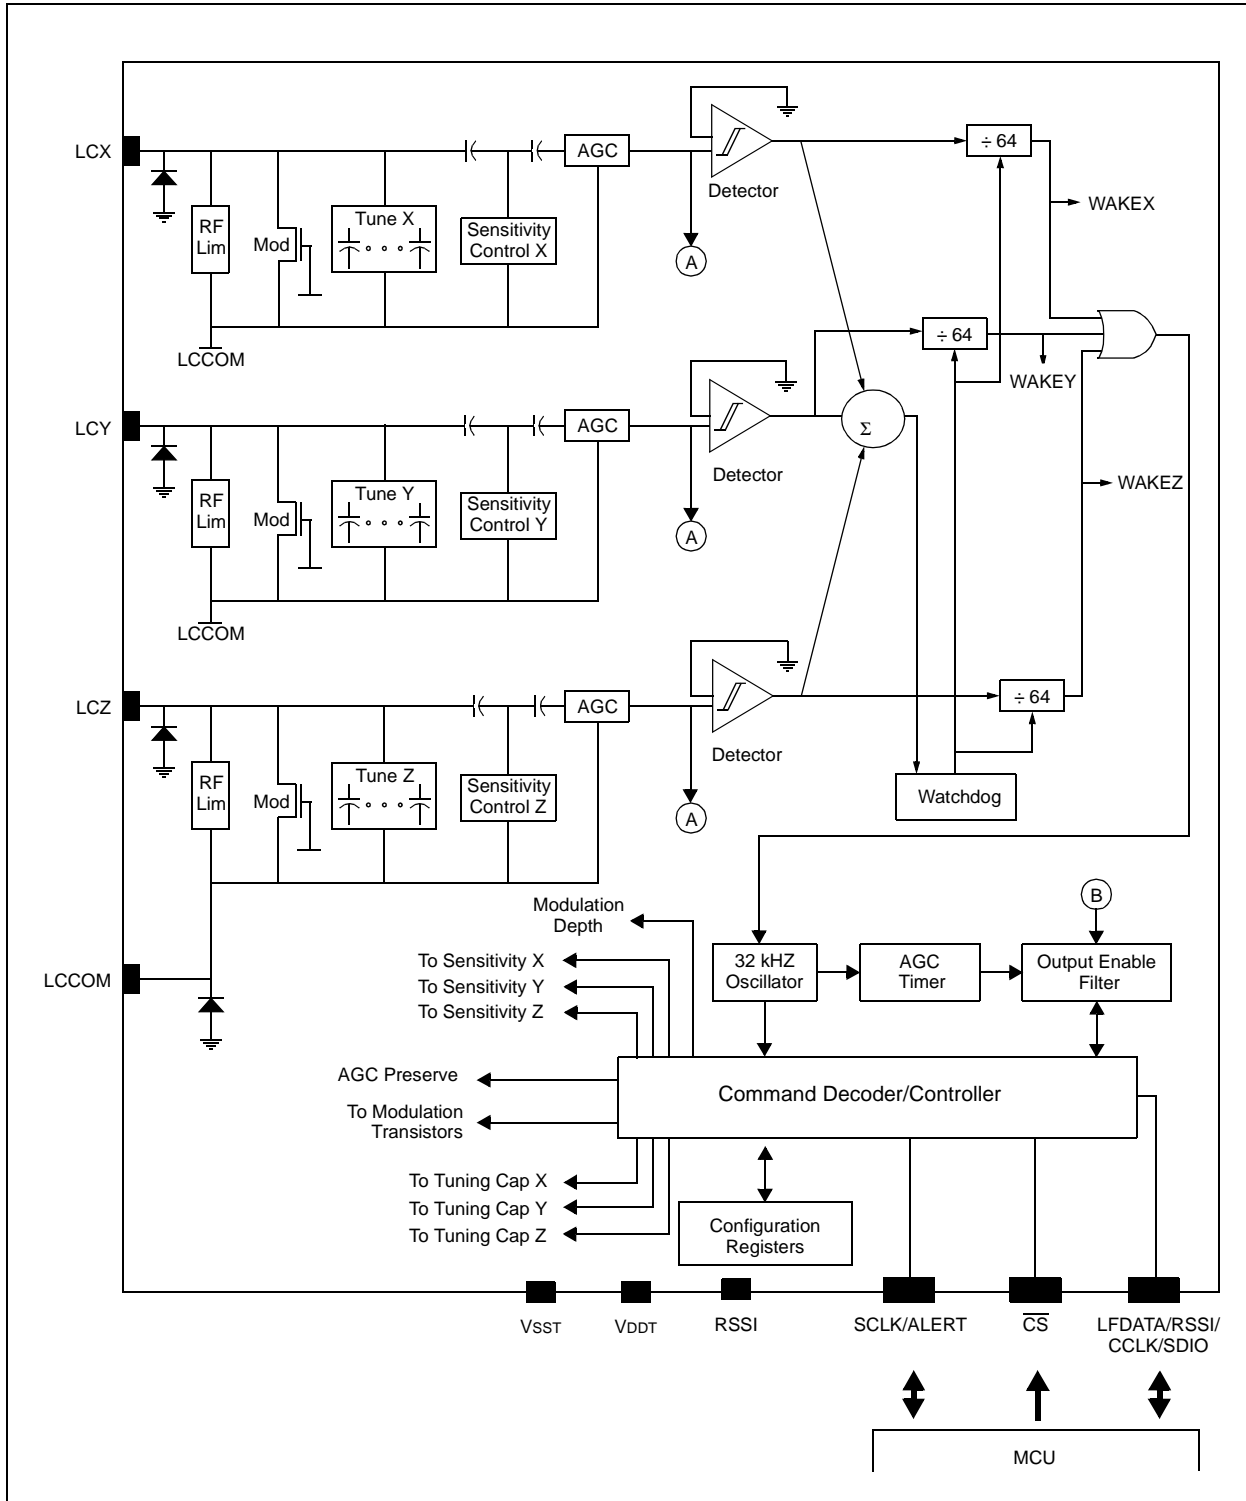 LCX
RF
Lim
Mod
Tune X
Sensitivity
Control X
AGC
Detector
A
÷ 64
WAKEX
LCCOM
÷ 64
WAKEY
LCY
RF
Lim
Mod
Tune Y
Sensitivity
Control Y
AGC
Detector
A
Σ
WAKEZ
LCCOM
LCZ
RF
Lim
Mod
Tune Z
Sensitivity
Control Z
AGC
Detector
A
÷ 64
Watchdog
LCCOM
Modulation
Depth
To Sensitivity X
To Sensitivity Y
To Sensitivity Z
32 kHZ
Oscillator
AGC
Timer
B
Output Enable
Filter
AGC Preserve
To Modulation
Transistors
Command Decoder/Controller
To Tuning Cap X
To Tuning Cap Y
To Tuning Cap Z
Configuration
Registers
VSST
VDDT
RSSI
SCLK/ALERT
CS
LFDATA/RSSI/
CCLK/SDIO
MCU